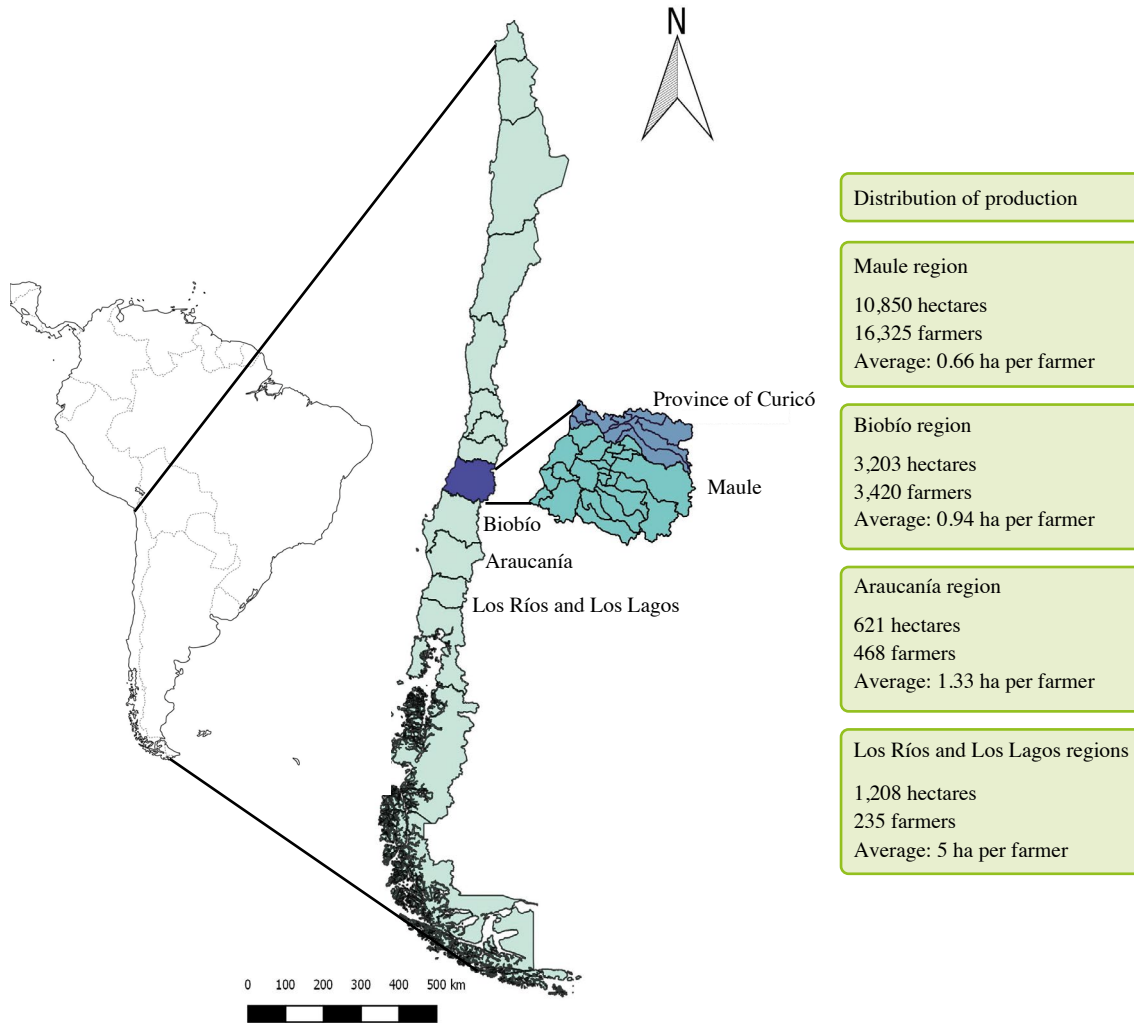 N
Province of Curicó
Maule
Biobío
Araucanía
Los Ríos and Los Lagos
0 100 200 300 400 500 km
Distribution of production
Maule region
10,850 hectares
16,325 farmers
Average: 0.66 ha per farmer
Biobío region
3,203 hectares
3,420 farmers
Average: 0.94 ha per farmer
Araucanía region
621 hectares
468 farmers
Average: 1.33 ha per farmer
Los Ríos and Los Lagos regions
1,208 hectares
235 farmers
Average: 5 ha per farmer